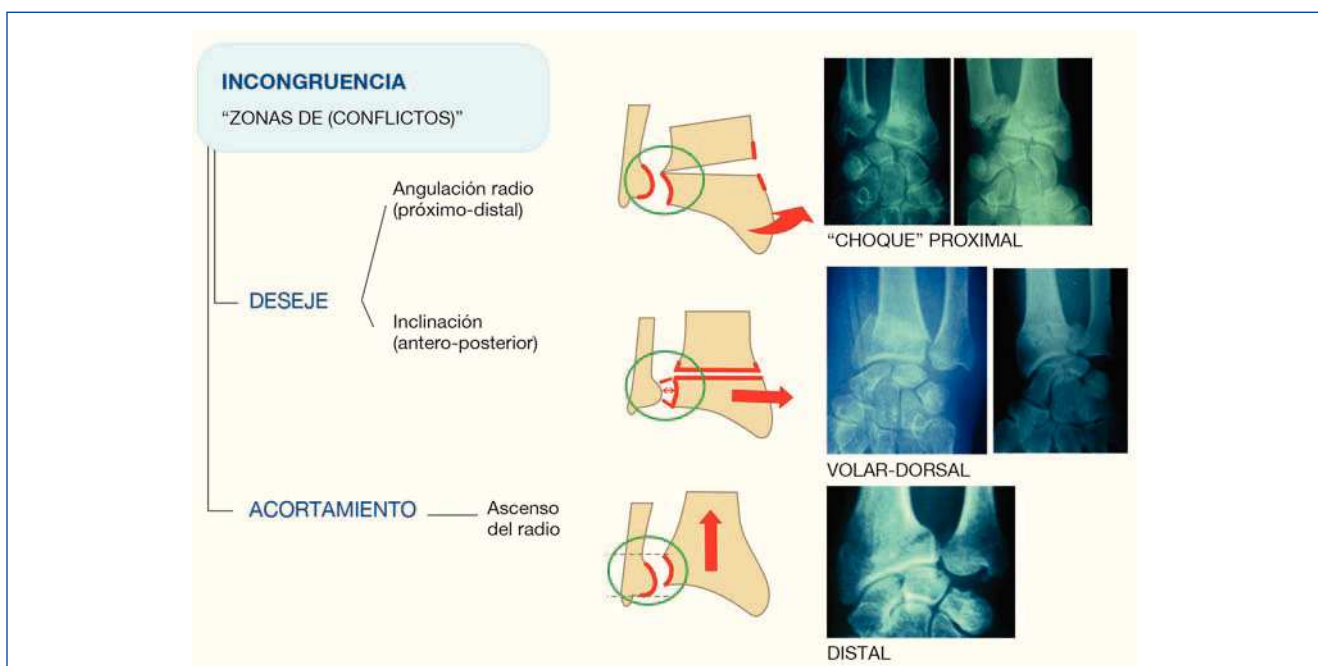 INCONGRUENCIA
“ZONAS DE (CONFLICTOS)”
Angulación radio
(próximo-distal)
“CHOQUE” PROXIMAL
DESEJE
Inclinación
(antero-posterior)
VOLAR-DORSAL
ACORTAMIENTO
Ascenso
del radio
DISTAL